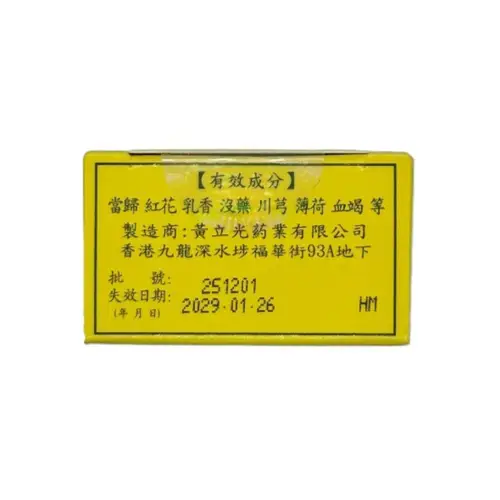 【有效成分】
當歸 紅花 乳香 沒藥 川芎 薄荷 血竭 等
製造商:黃立光药業有限公司
香港九龍深水埗福華街93A地下
批 號: 251201
失效日期: 2029.01.26 HM
(年 月 日)